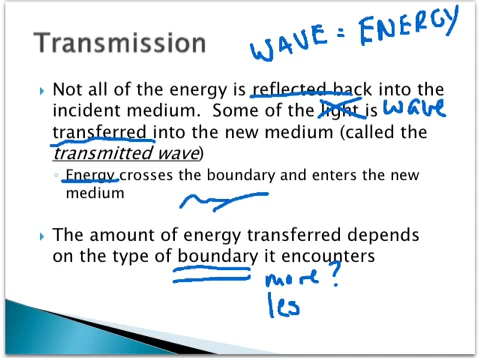 Transmission
WAVE = ENERGY
Not all of the energy is reflected back into the
incident medium. Some of the light is wave
transferred into the new medium (called the
transmitted wave)
Energy crosses the boundary and enters the new
medium
The amount of energy transferred depends
on the type of boundary it encounters
more?
les